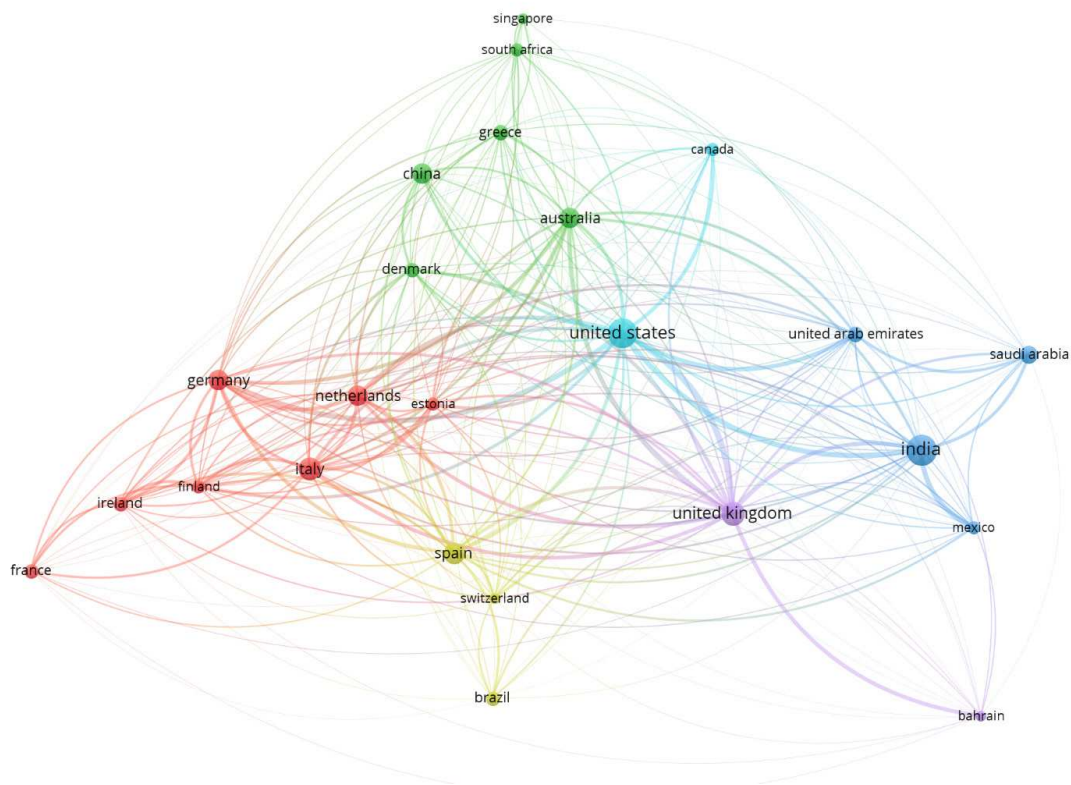 singapore
south africa
greece
canada
china
australia
denmark
united states
united arab emirates
saudi arabia
germany
netherlands
estonia
india
italy
finland
ireland
united kingdom
mexico
spain
france
switzerland
brazil
bahrain